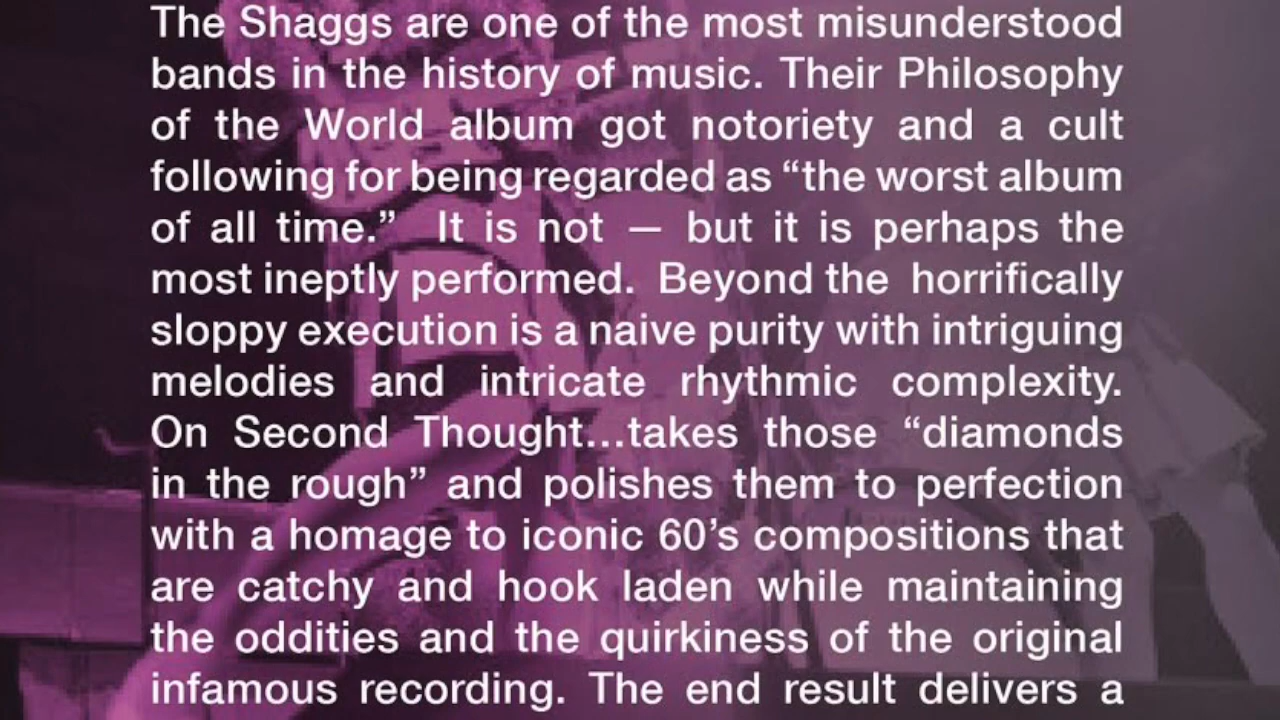 The Shaggs are one of the most misunderstood
bands in the history of music. Their Philosophy
of the World album got notoriety and a cult
following for being regarded as “the worst album
of all time.” It is not — but it is perhaps the
most ineptly performed. Beyond the horrifically
sloppy execution is a naive purity with intriguing
melodies and intricate rhythmic complexity.
On Second Thought...takes those “diamonds
in the rough” and polishes them to perfection
with a homage to iconic 60’s compositions that
are catchy and hook laden while maintaining
the oddities and the quirkiness of the original
infamous recording. The end result delivers a